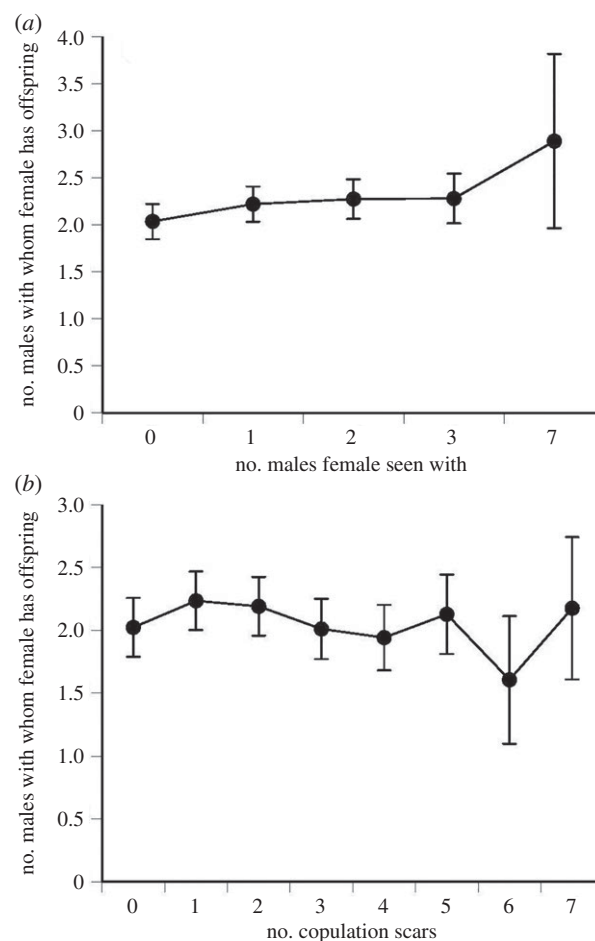 (a)
4.0
3.5
3.0
2.5
2.0
1.5
1.0
0.5
0
no. males with whom female has offspring
0 1 2 3 7
no. males female seen with
(b)
3.0
2.5
2.0
1.5
1.0
0.5
0
no. males with whom female has offspring
0 1 2 3 4 5 6 7
no. copulation scars